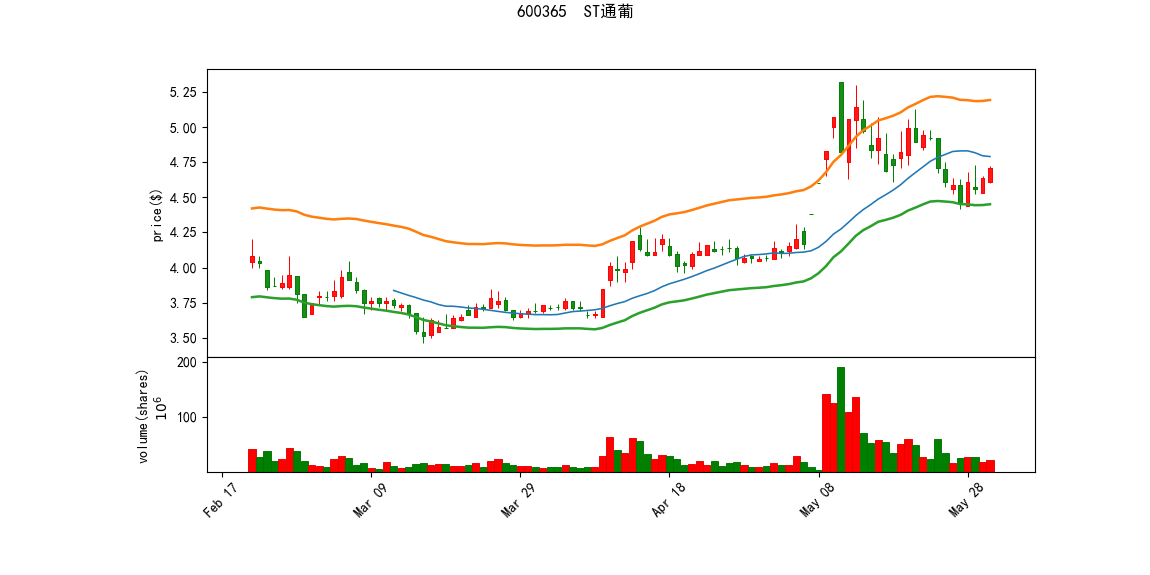 600365  ST通葡
price($)
5.25
5.00
4.75
4.50
4.25
4.00
3.75
3.50
volume(shares)
10^6
200
100
Feb 17
Mar 09
Mar 29
Apr 18
May 08
May 28